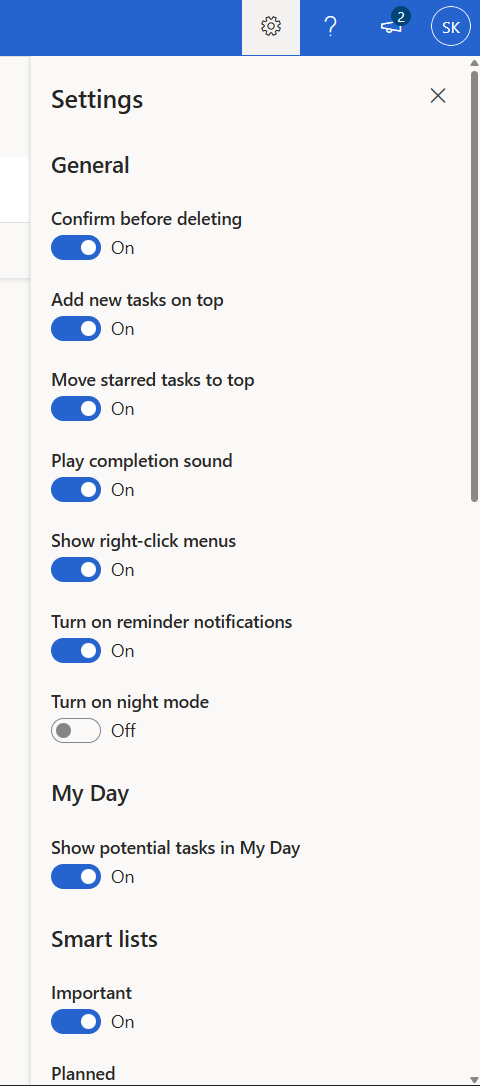 ?
2
SK
Settings
General
Confirm before deleting
On
Add new tasks on top
On
Move starred tasks to top
On
Play completion sound
On
Show right-click menus
On
Turn on reminder notifications
On
Turn on night mode
Off
My Day
Show potential tasks in My Day
On
Smart lists
Important
On
Planned